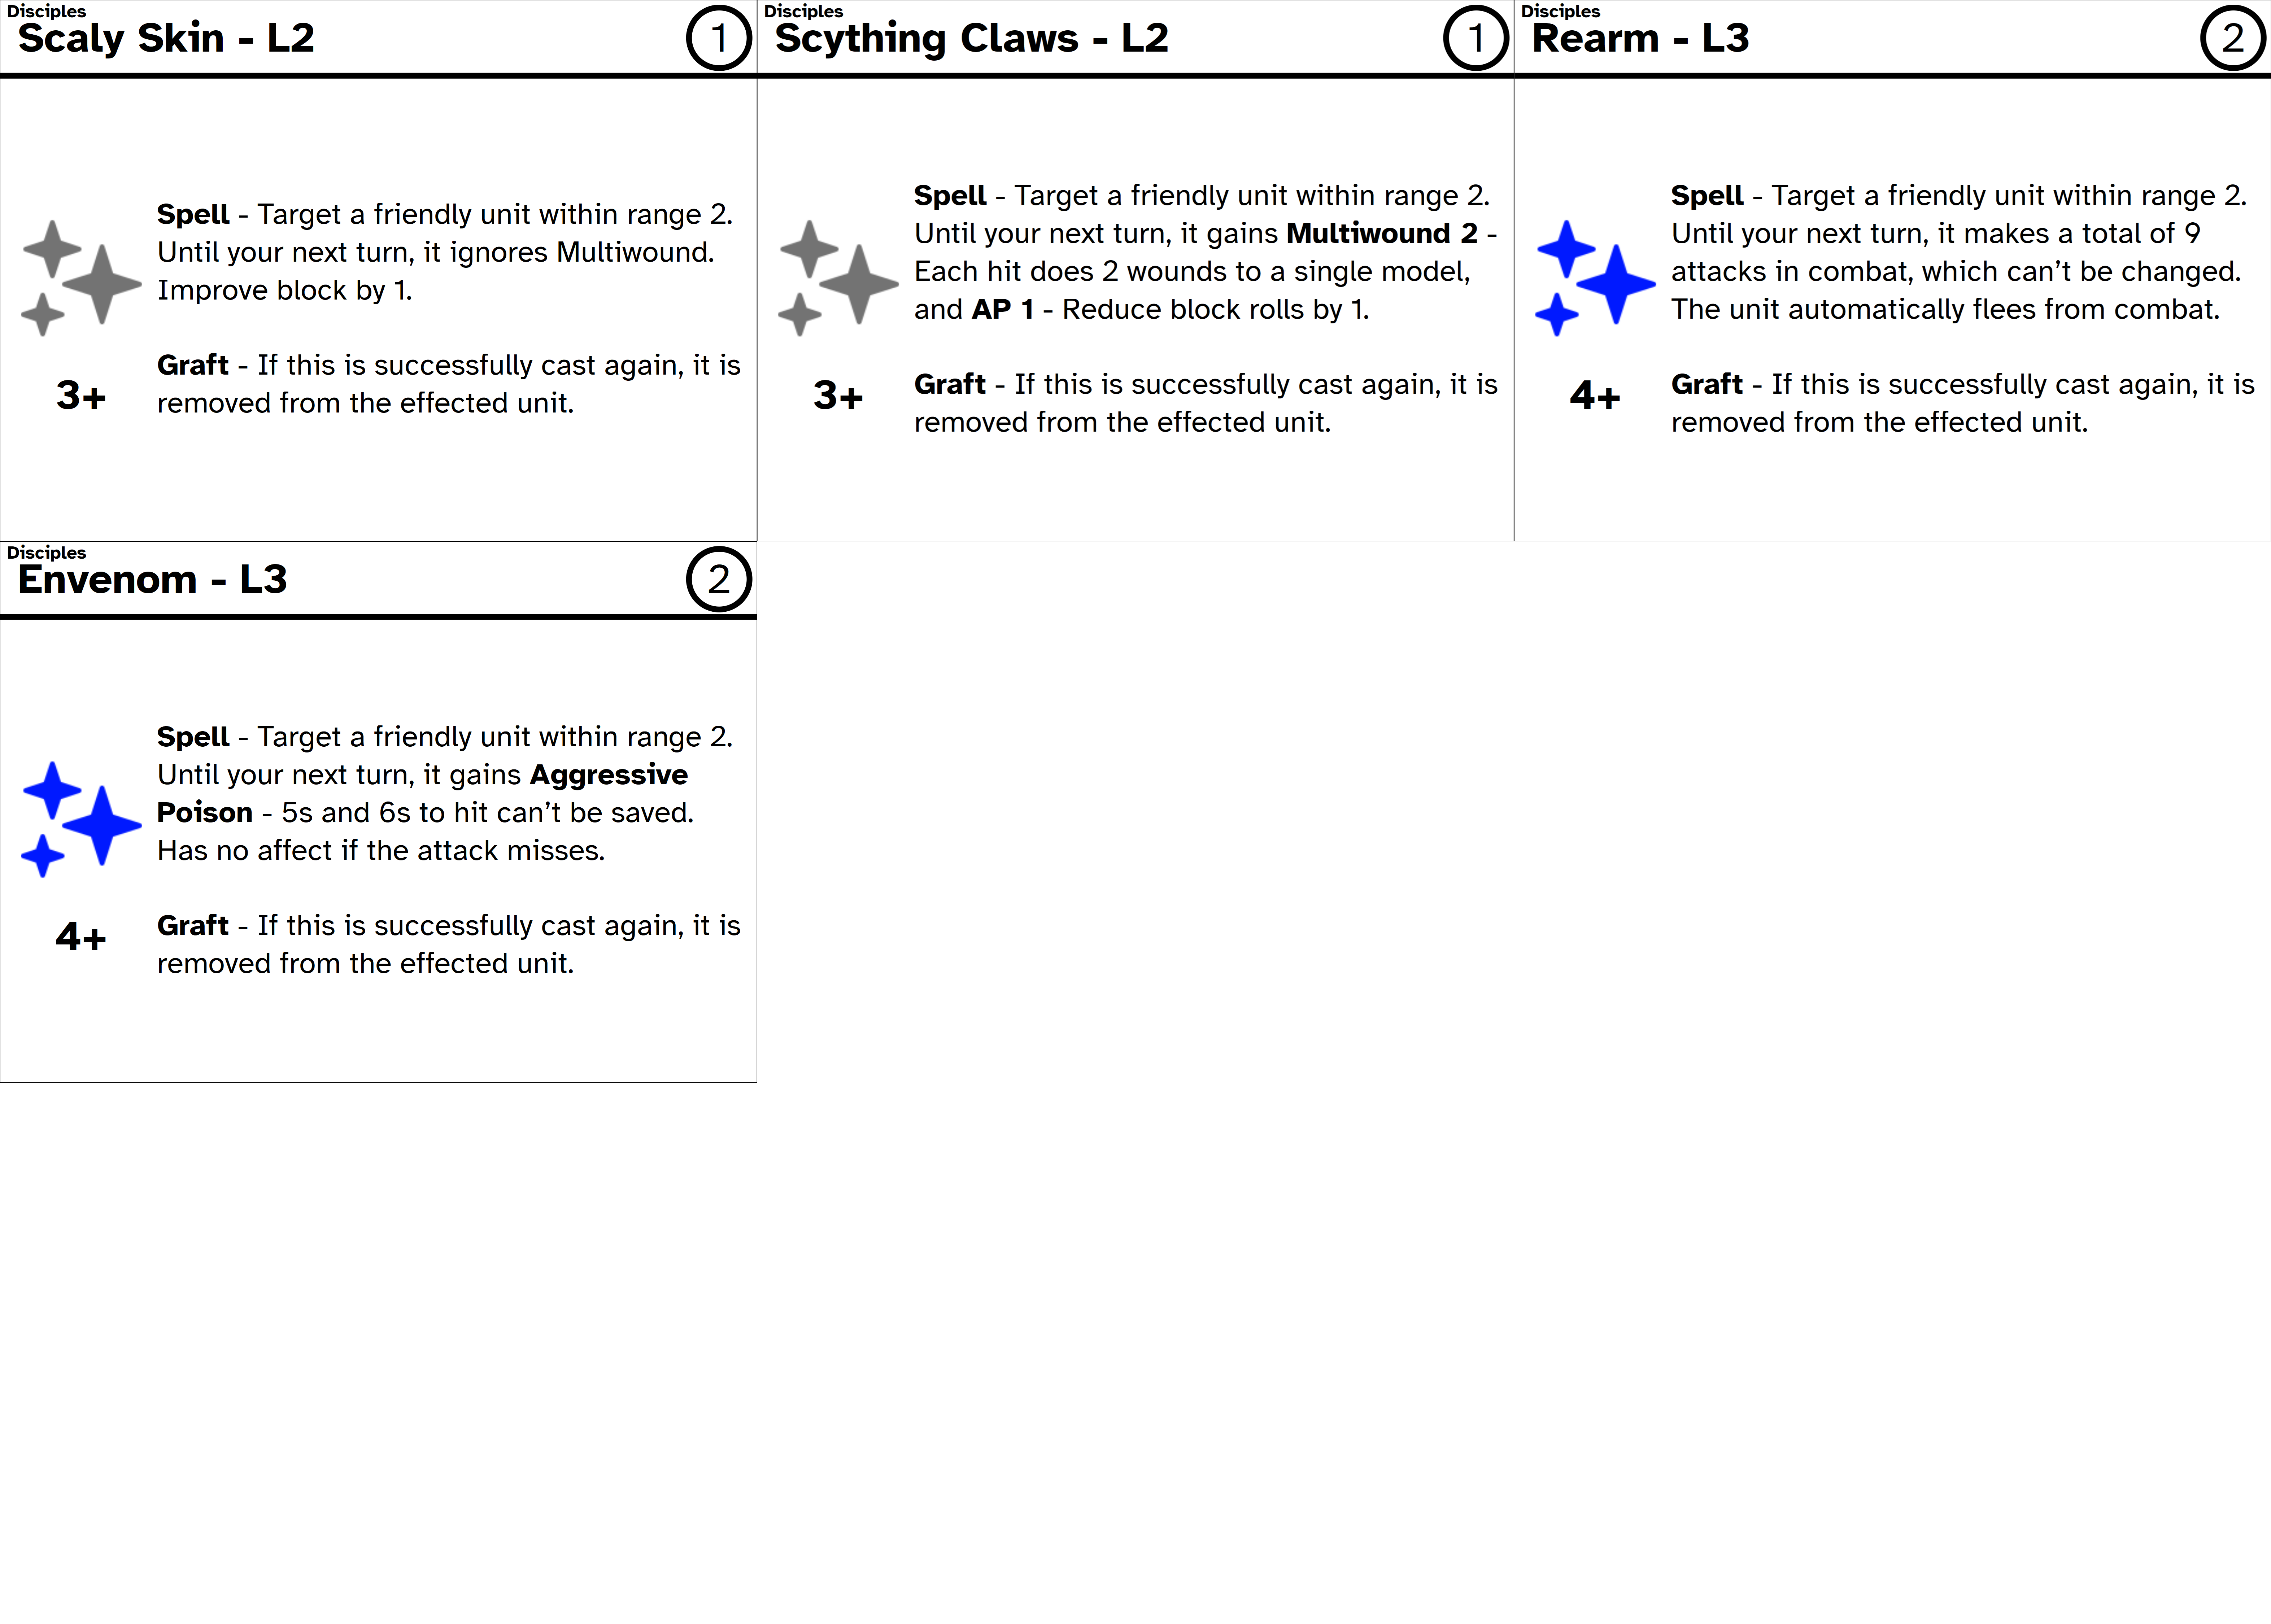 Disciples
Scaly Skin - L2
1
Spell - Target a friendly unit within range 2.
Until your next turn, it ignores Multiwound.
Improve block by 1.
Graft - If this is successfully cast again, it is
removed from the effected unit.
3+
Disciples
Scything Claws - L2
1
Spell - Target a friendly unit within range 2.
Until your next turn, it gains Multiwound 2 -
Each hit does 2 wounds to a single model,
and AP 1 - Reduce block rolls by 1.
Graft - If this is successfully cast again, it is
removed from the effected unit.
3+
Disciples
Rearm - L3
2
Spell - Target a friendly unit within range 2.
Until your next turn, it makes a total of 9
attacks in combat, which can’t be changed.
The unit automatically flees from combat.
Graft - If this is successfully cast again, it is
removed from the effected unit.
4+
Disciples
Envenom - L3
2
Spell - Target a friendly unit within range 2.
Until your next turn, it gains Aggressive
Poison - 5s and 6s to hit can’t be saved.
Has no affect if the attack misses.
Graft - If this is successfully cast again, it is
removed from the effected unit.
4+